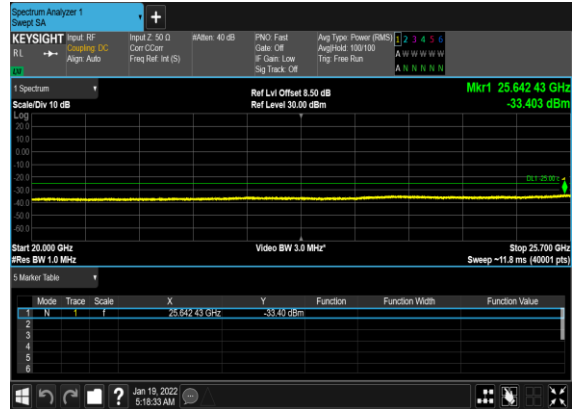 Spectrum Analyzer 1
Swept SA
+
KEYSIGHT Input: RF Input Z: 50 Ω #Atten: 40 dB PNO: Fast Avg Type: Power (RMS) 1 2 3 4 5 6
RL Coupling: DC Corr CCorr Gate: Off Avg|Hold: 100/100 A W W W W W
Align: Auto Freq Ref: Int (S) IF Gain: Low Trig: Free Run
Sig Track: Off A N N N N N
1 Spectrum Ref Lvl Offset 8.50 dB Mkr1 25.642 43 GHz
Scale/Div 10 dB Ref Level 30.00 dBm -33.403 dBm
Log
20.0
10.0
0.00
-10.0
-20.0
-30.0
-40.0
-50.0
-60.0
Start 20.000 GHz Video BW 3.0 MHz* Stop 25.700 GHz
#Res BW 1.0 MHz Sweep ~11.8 ms (40001 pts)
5 Marker Table
Mode Trace Scale X Y Function Function Width Function Value
1 N 1 f 25.642 43 GHz -33.40 dBm
2
3
4
5
6
? Jan 19, 2022
5:18:33 AM